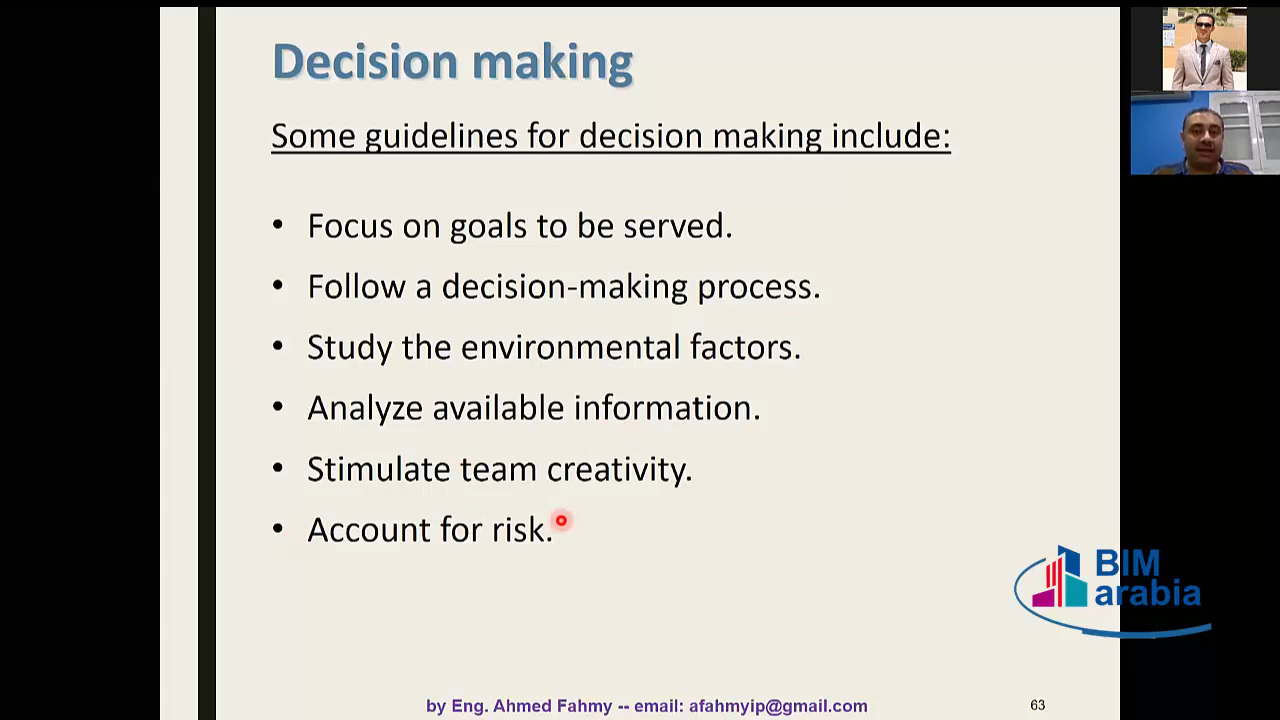 Decision making
Some guidelines for decision making include:
• Focus on goals to be served.
• Follow a decision-making process.
• Study the environmental factors.
• Analyze available information.
• Stimulate team creativity.
• Account for risk.
BIM
arabia
by Eng. Ahmed Fahmy -- email: afahmyip@gmail.com
63